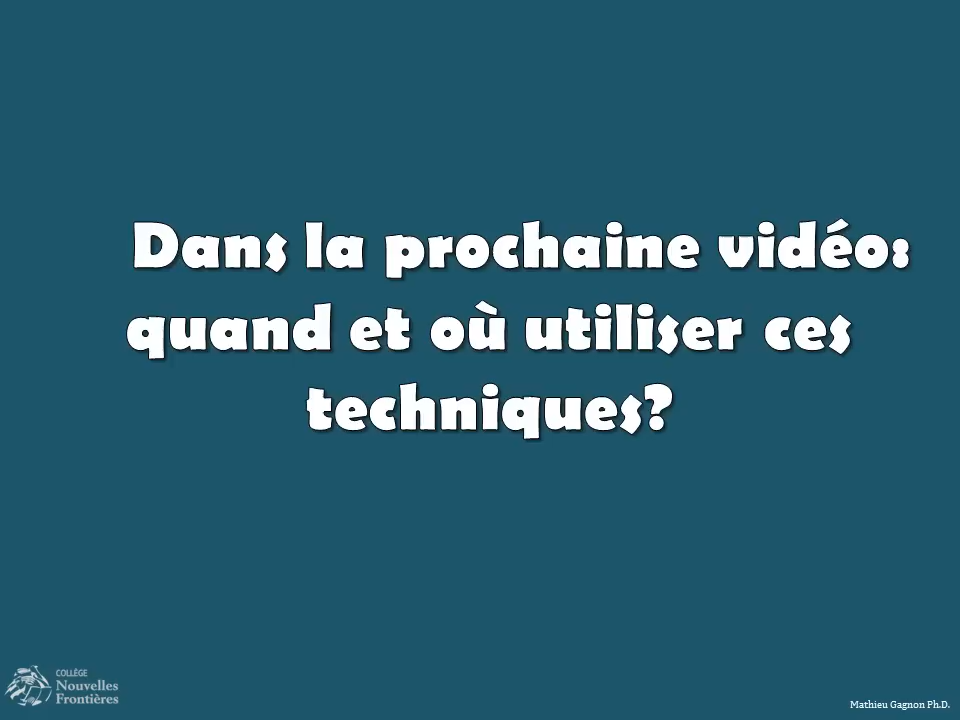 Dans la prochaine vidéo:
quand et où utiliser ces
techniques?
COLLÈGE
Nouvelles
Frontières
Mathieu Gagnon Ph.D.